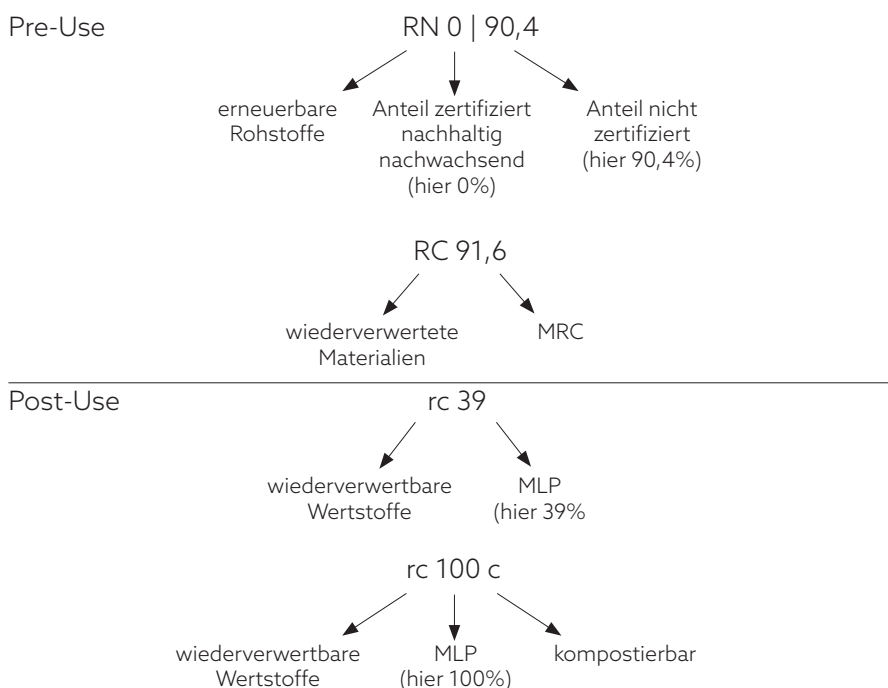 Pre-Use
RN 0 | 90,4
erneuerbare
Rohstoffe
Anteil zertifiziert
nachhaltig
nachwachsend
(hier 0%)
Anteil nicht
zertifiziert
(hier 90,4%)
RC 91,6
wiederverwertete
Materialien
MRC
Post-Use
rc 39
wiederverwertbare
Wertstoffe
MLP
(hier 39%
rc 100 c
wiederverwertbare
Wertstoffe
MLP
(hier 100%)
kompostierbar